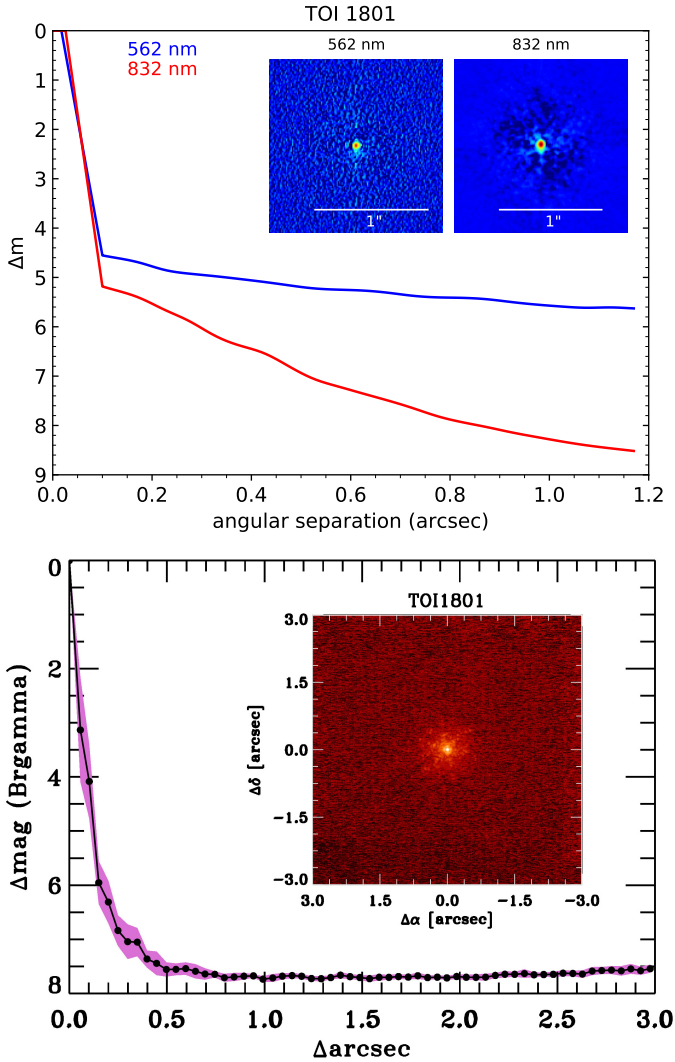 TOI 1801
562 nm
832 nm
562 nm
832 nm
1"
1"
0
1
2
3
4
5
6
7
8
9
Δm
0.0 0.2 0.4 0.6 0.8 1.0 1.2
angular separation (arcsec)
0
2
4
6
8
Δmag (Brgamma)
TOI1801
3.0
1.5
0.0
−1.5
−3.0
Δδ [arcsec]
3.0 1.5 0.0 −1.5 −3.0
Δα [arcsec]
0.0 0.5 1.0 1.5 2.0 2.5 3.0
Δarcsec